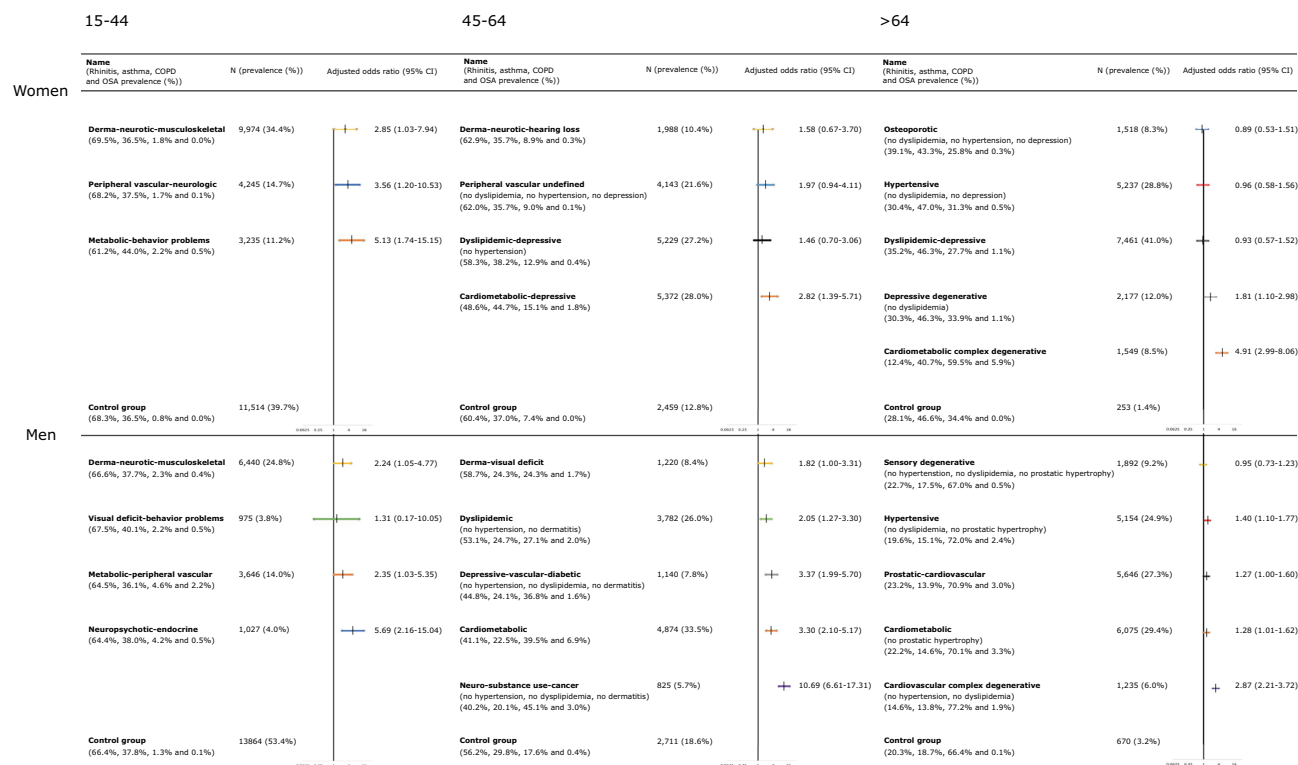 15-44 45-64 >64
Women
Name
(Rhinitis, asthma, COPD
and OSA prevalence (%))
N (prevalence (%))
Adjusted odds ratio (95% CI)
Derma-neurotic-musculoskeletal 9,974 (34.4%) 2.85 (1.03-7.94)
(69.5%, 36.5%, 1.8% and 0.0%)
Peripheral vascular-neurologic 4,245 (14.7%) 3.56 (1.20-10.53)
(68.2%, 37.5%, 1.7% and 0.1%)
Metabolic-behavior problems 3,235 (11.2%) 5.13 (1.74-15.15)
(61.2%, 44.0%, 2.2% and 0.5%)
Control group 11,514 (39.7%)
(68.3%, 36.5%, 0.8% and 0.0%)
0.0625 0.25 1 4 16
Name
(Rhinitis, asthma, COPD
and OSA prevalence (%))
N (prevalence (%))
Adjusted odds ratio (95% CI)
Derma-neurotic-hearing loss 1,988 (10.4%) 1.58 (0.67-3.70)
(62.9%, 35.7%, 8.9% and 0.3%)
Peripheral vascular undefined 4,143 (21.6%) 1.97 (0.94-4.11)
(no dyslipidemia, no hypertension, no depression)
(62.0%, 35.7%, 9.0% and 0.1%)
Dyslipidemic-depressive 5,229 (27.2%) 1.46 (0.70-3.06)
(no hypertension)
(58.3%, 38.2%, 12.9% and 0.4%)
Cardiometabolic-depressive 5,372 (28.0%) 2.82 (1.39-5.71)
(48.6%, 44.7%, 15.1% and 1.8%)
Control group 2,459 (12.8%)
(60.4%, 37.0%, 7.4% and 0.0%)
0.0625 0.25 1 4 16
Name
(Rhinitis, asthma, COPD
and OSA prevalence (%))
N (prevalence (%))
Adjusted odds ratio (95% CI)
Osteoporotic 1,518 (8.3%) 0.89 (0.53-1.51)
(no dyslipidemia, no hypertension, no depression)
(39.1%, 43.3%, 25.8% and 0.3%)
Hypertensive 5,237 (28.8%) 0.96 (0.58-1.56)
(no dyslipidemia, no depression)
(30.4%, 47.0%, 31.3% and 0.5%)
Dyslipidemic-depressive 7,461 (41.0%) 0.93 (0.57-1.52)
(35.2%, 46.3%, 27.7% and 1.1%)
Depressive degenerative 2,177 (12.0%) 1.81 (1.10-2.98)
(no dyslipidemia)
(30.3%, 46.3%, 33.9% and 1.1%)
Cardiometabolic complex degenerative 1,549 (8.5%) 4.91 (2.99-8.06)
(12.4%, 40.7%, 59.5% and 5.9%)
Control group 253 (1.4%)
(28.1%, 46.6%, 34.4% and 0.0%)
0.0625 0.25 1 4 16
Men
Derma-neurotic-musculoskeletal 6,440 (24.8%) 2.24 (1.05-4.77)
(66.6%, 37.7%, 2.3% and 0.4%)
Visual deficit-behavior problems 975 (3.8%) 1.31 (0.17-10.05)
(67.5%, 40.1%, 2.2% and 0.5%)
Metabolic-peripheral vascular 3,646 (14.0%) 2.35 (1.03-5.35)
(64.5%, 36.1%, 4.6% and 2.2%)
Neuropsychotic-endocrine 1,027 (4.0%) 5.69 (2.16-15.04)
(64.4%, 38.0%, 4.2% and 0.5%)
Control group 13864 (53.4%)
(66.4%, 37.8%, 1.3% and 0.1%)
Derma-visual deficit 1,220 (8.4%) 1.82 (1.00-3.31)
(58.7%, 24.3%, 24.3% and 1.7%)
Dyslipidemic 3,782 (26.0%) 2.05 (1.27-3.30)
(no hypertension, no dermatitis)
(53.1%, 24.7%, 27.1% and 2.0%)
Depressive-vascular-diabetic 1,140 (7.8%) 3.37 (1.99-5.70)
(no hypertension, no dyslipidemia, no dermatitis)
(44.8%, 24.1%, 36.8% and 1.6%)
Cardiometabolic 4,874 (33.5%) 3.30 (2.10-5.17)
(41.1%, 22.5%, 39.5% and 6.9%)
Neuro-substance use-cancer 825 (5.7%) 10.69 (6.61-17.31)
(no hypertension, no dysplipidemia, no dermatitis)
(40.2%, 20.1%, 45.1% and 3.0%)
Control group 2,711 (18.6%)
(56.2%, 29.8%, 17.6% and 0.4%)
Sensory degenerative 1,892 (9.2%) 0.95 (0.73-1.23)
(no hypertenstion, no dyslipidemia, no prostatic hypertrophy)
(22.7%, 17.5%, 67.0% and 0.5%)
Hypertensive 5,154 (24.9%) 1.40 (1.10-1.77)
(no dyslipidemia, no prostatic hypertrophy)
(19.6%, 15.1%, 72.0% and 2.4%)
Prostatic-cardiovascular 5,646 (27.3%) 1.27 (1.00-1.60)
(23.2%, 13.9%, 70.9% and 3.0%)
Cardiometabolic 6,075 (29.4%) 1.28 (1.01-1.62)
(no prostatic hypertrophy)
(22.2%, 14.6%, 70.1% and 3.3%)
Cardiovascular complex degenerative 1,235 (6.0%) 2.87 (2.21-3.72)
(no hypertension, no dyslipidemia)
(14.6%, 13.8%, 77.2% and 1.9%)
Control group 670 (3.2%)
(20.3%, 18.7%, 66.4% and 0.1%)